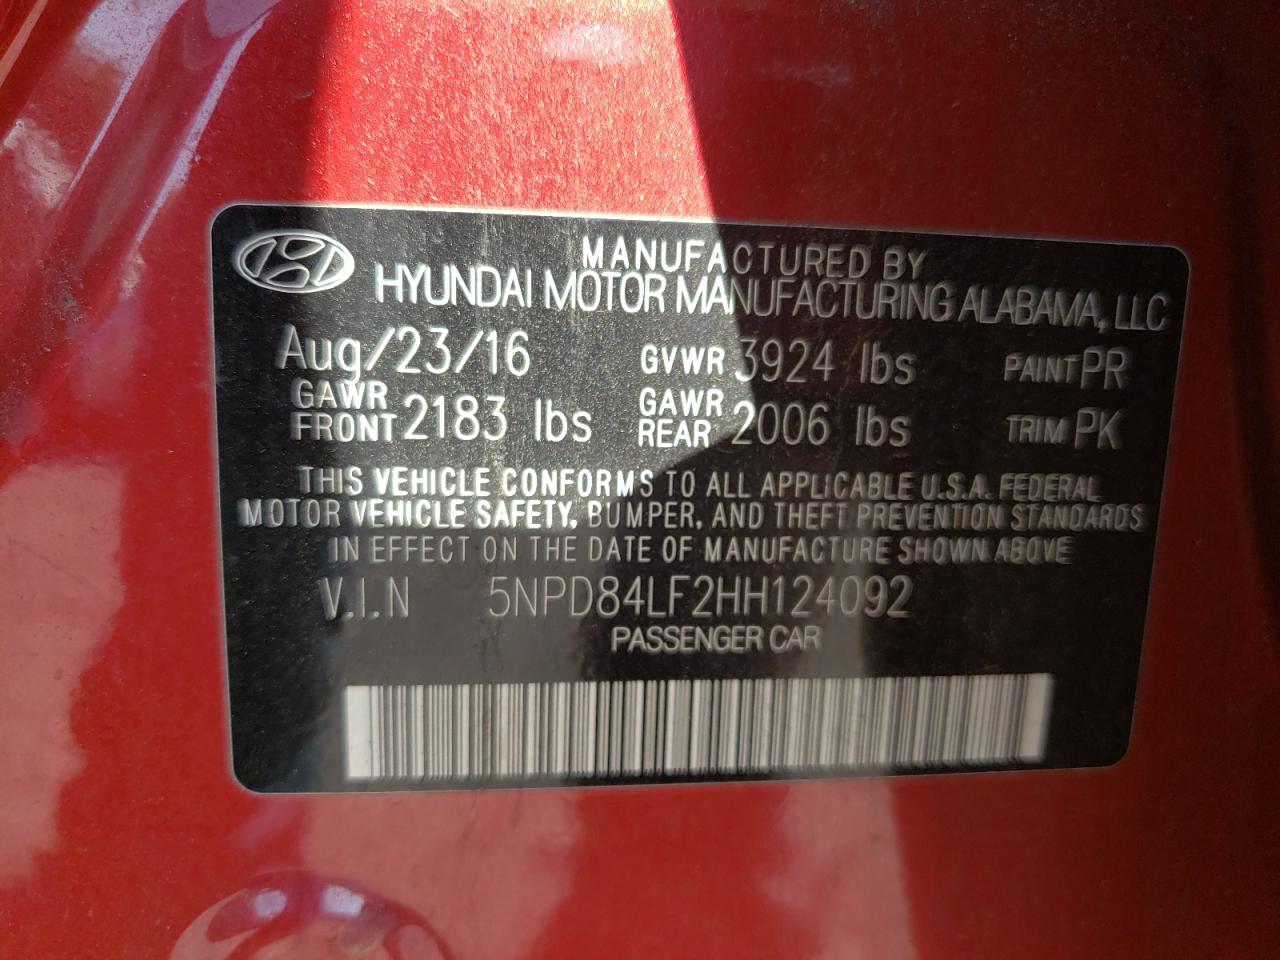 MANUFACTURED BY
HYUNDAI MOTOR MANUFACTURING ALABAMA, LLC
Aug/23/16 GVWR 3924 lbs PAINT PR
GAWR FRONT 2183 lbs GAWR REAR 2006 lbs TRIM PK
THIS VEHICLE CONFORMS TO ALL APPLICABLE U.S.A. FEDERAL
MOTOR VEHICLE SAFETY, BUMPER, AND THEFT PREVENTION STANDARDS
IN EFFECT ON THE DATE OF MANUFACTURE SHOWN ABOVE
V.I.N 5NPD84LF2HH124092
PASSENGER CAR